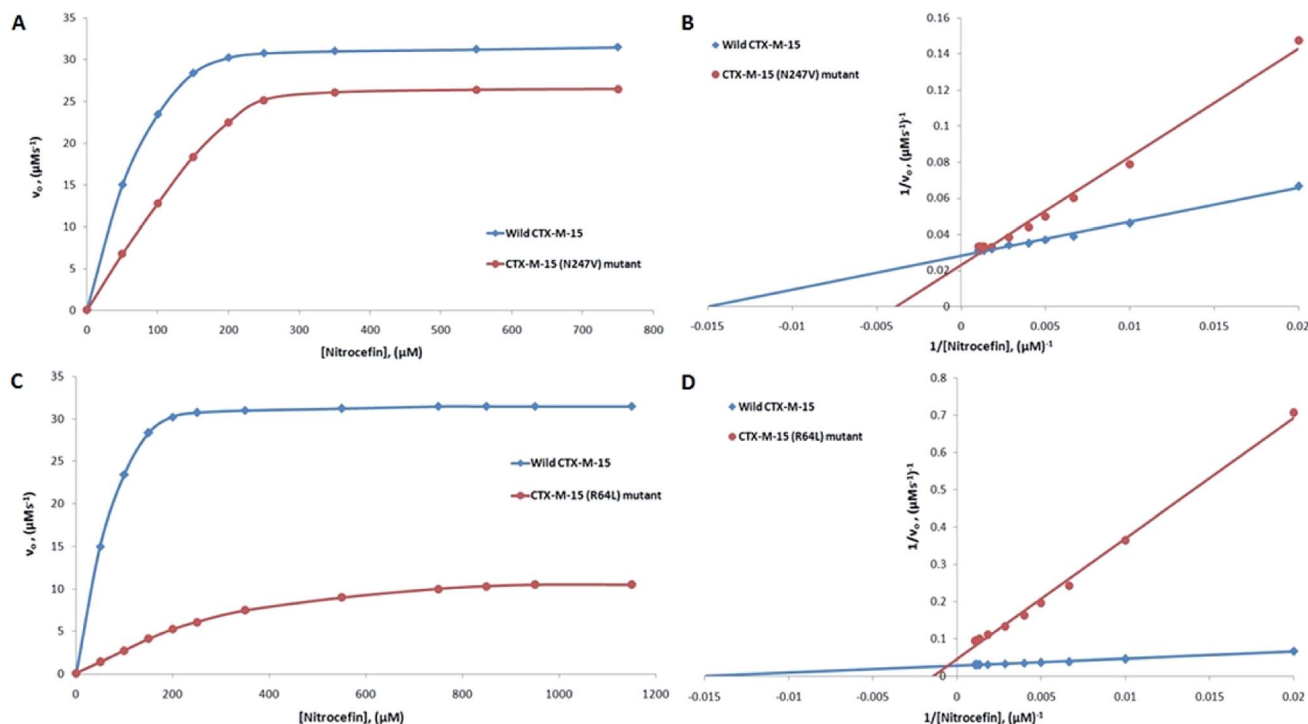 A
35
30
25
20
15
10
5
0
0 100 200 300 400 500 600 700 800
v₀, (μMs⁻¹)
[Nitrocefin], (μM)
Wild CTX-M-15
CTX-M-15 (N247V) mutant
B
Wild CTX-M-15
CTX-M-15 (N247V) mutant
0.16
0.14
0.12
0.1
0.08
0.06
0.04
0.02
0
-0.015 -0.01 -0.005 0 0.005 0.01 0.015 0.02
1/v₀, (μMs⁻¹)⁻¹
1/[Nitrocefin], (μM)⁻¹
C
35
30
25
20
15
10
5
0
0 200 400 600 800 1000 1200
v₀, (μMs⁻¹)
[Nitrocefin], (μM)
Wild CTX-M-15
CTX-M-15 (R64L) mutant
D
Wild CTX-M-15
CTX-M-15 (R64L) mutant
0.8
0.7
0.6
0.5
0.4
0.3
0.2
0.1
0
-0.015 -0.01 -0.005 0 0.005 0.01 0.015 0.02
1/v₀, (μMs⁻¹)⁻¹
1/[Nitrocefin], (μM)⁻¹